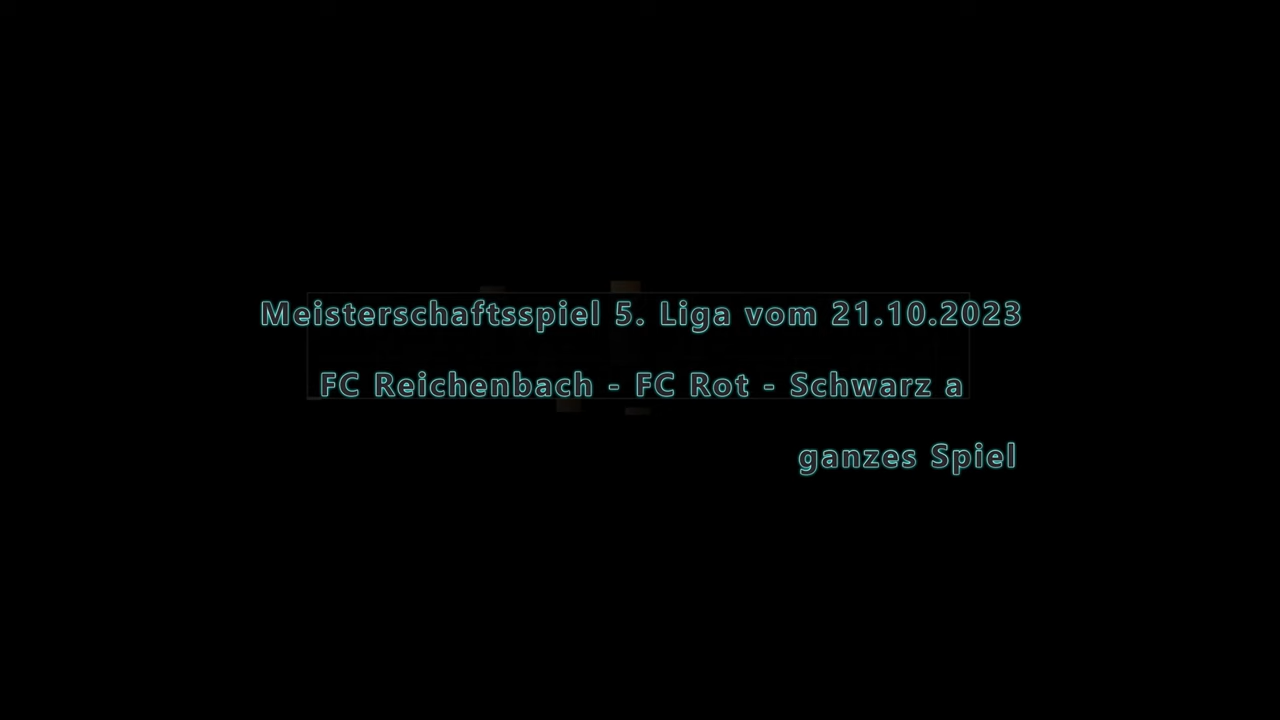 Meisterschaftsspiel 5. Liga vom 21.10.2023
FC Reichenbach - FC Rot - Schwarz a
ganzes Spiel